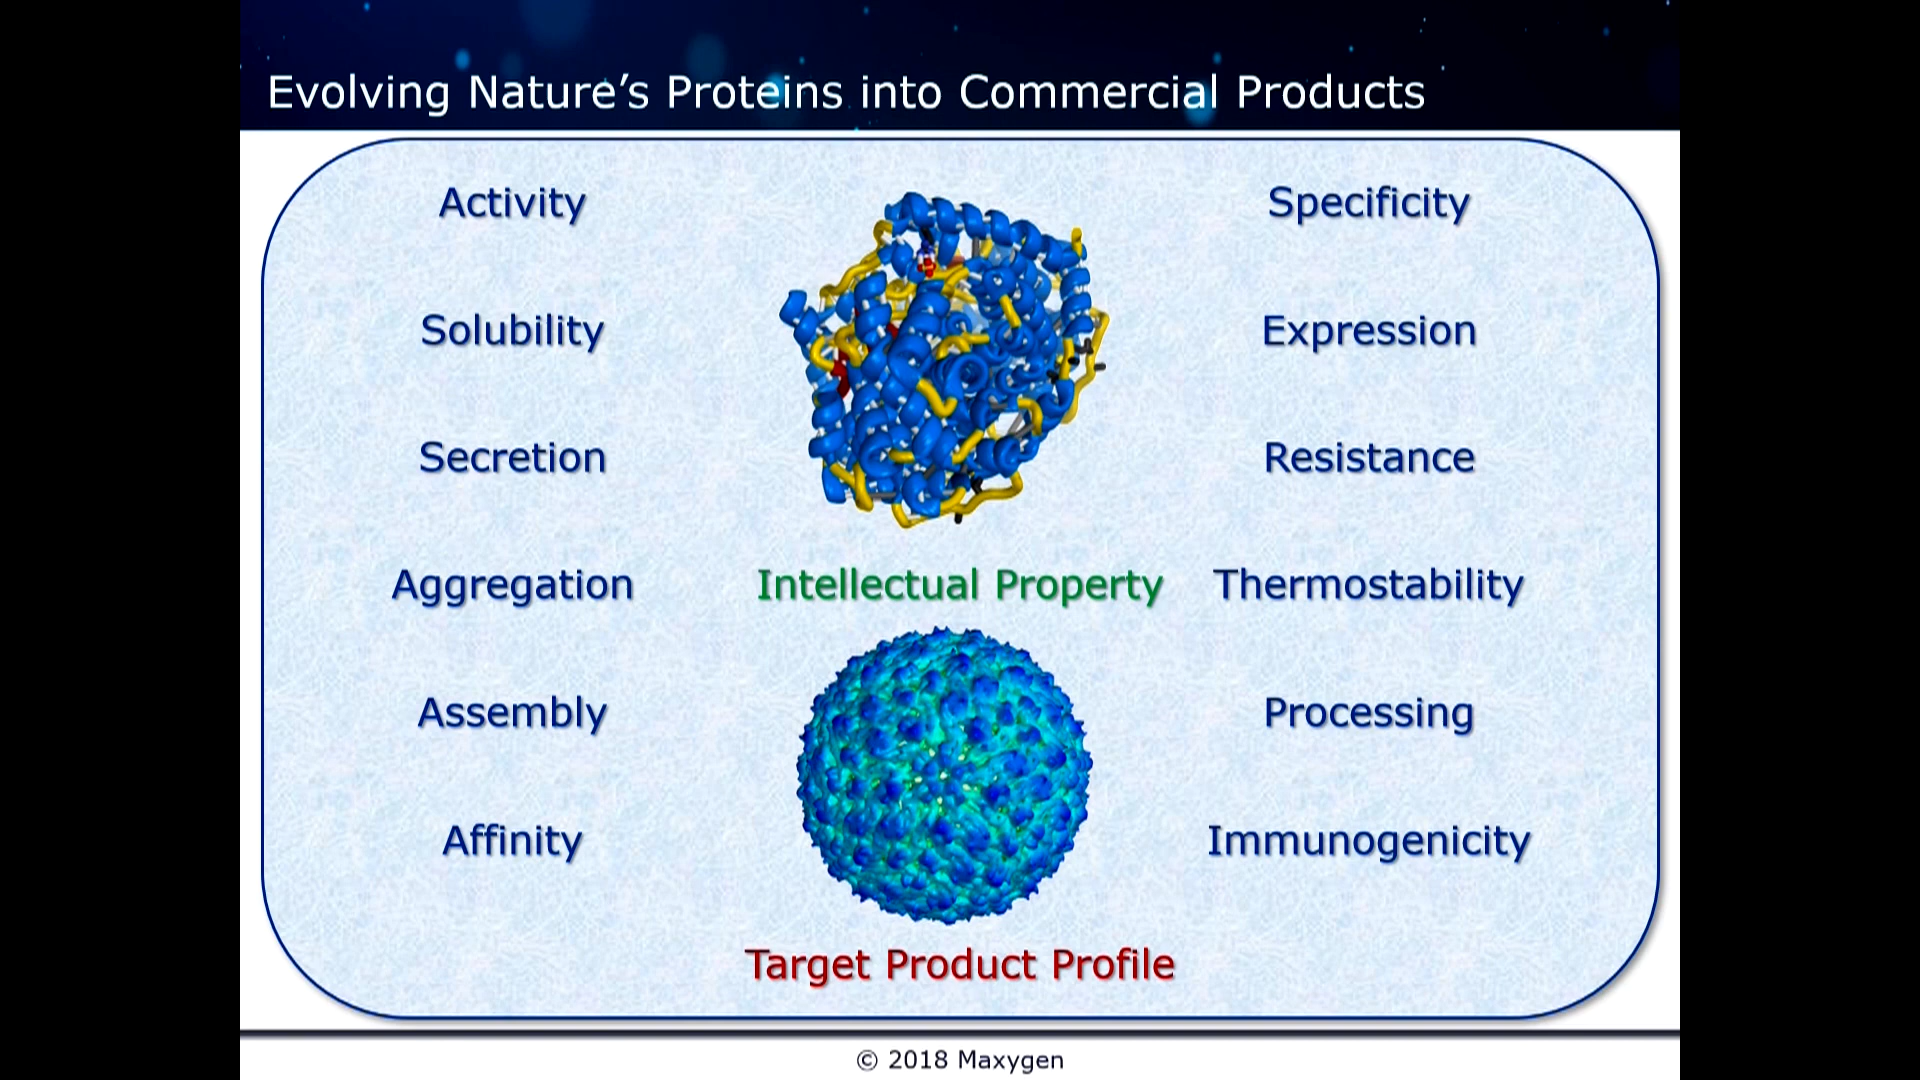 Evolving Nature’s Proteins into Commercial Products
Activity
Specificity
Solubility
Expression
Secretion
Resistance
Aggregation
Intellectual Property
Thermostability
Assembly
Processing
Affinity
Immunogenicity
Target Product Profile
© 2018 Maxygen